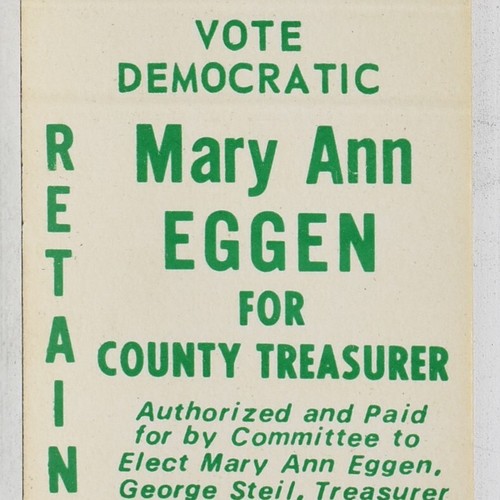 VOTE
DEMOCRATIC
RETAIN
Mary Ann
EGGEN
FOR
COUNTY TREASURER
Authorized and Paid
for by Committee to
Elect Mary Ann Eggen,
George Steil, Treasurer